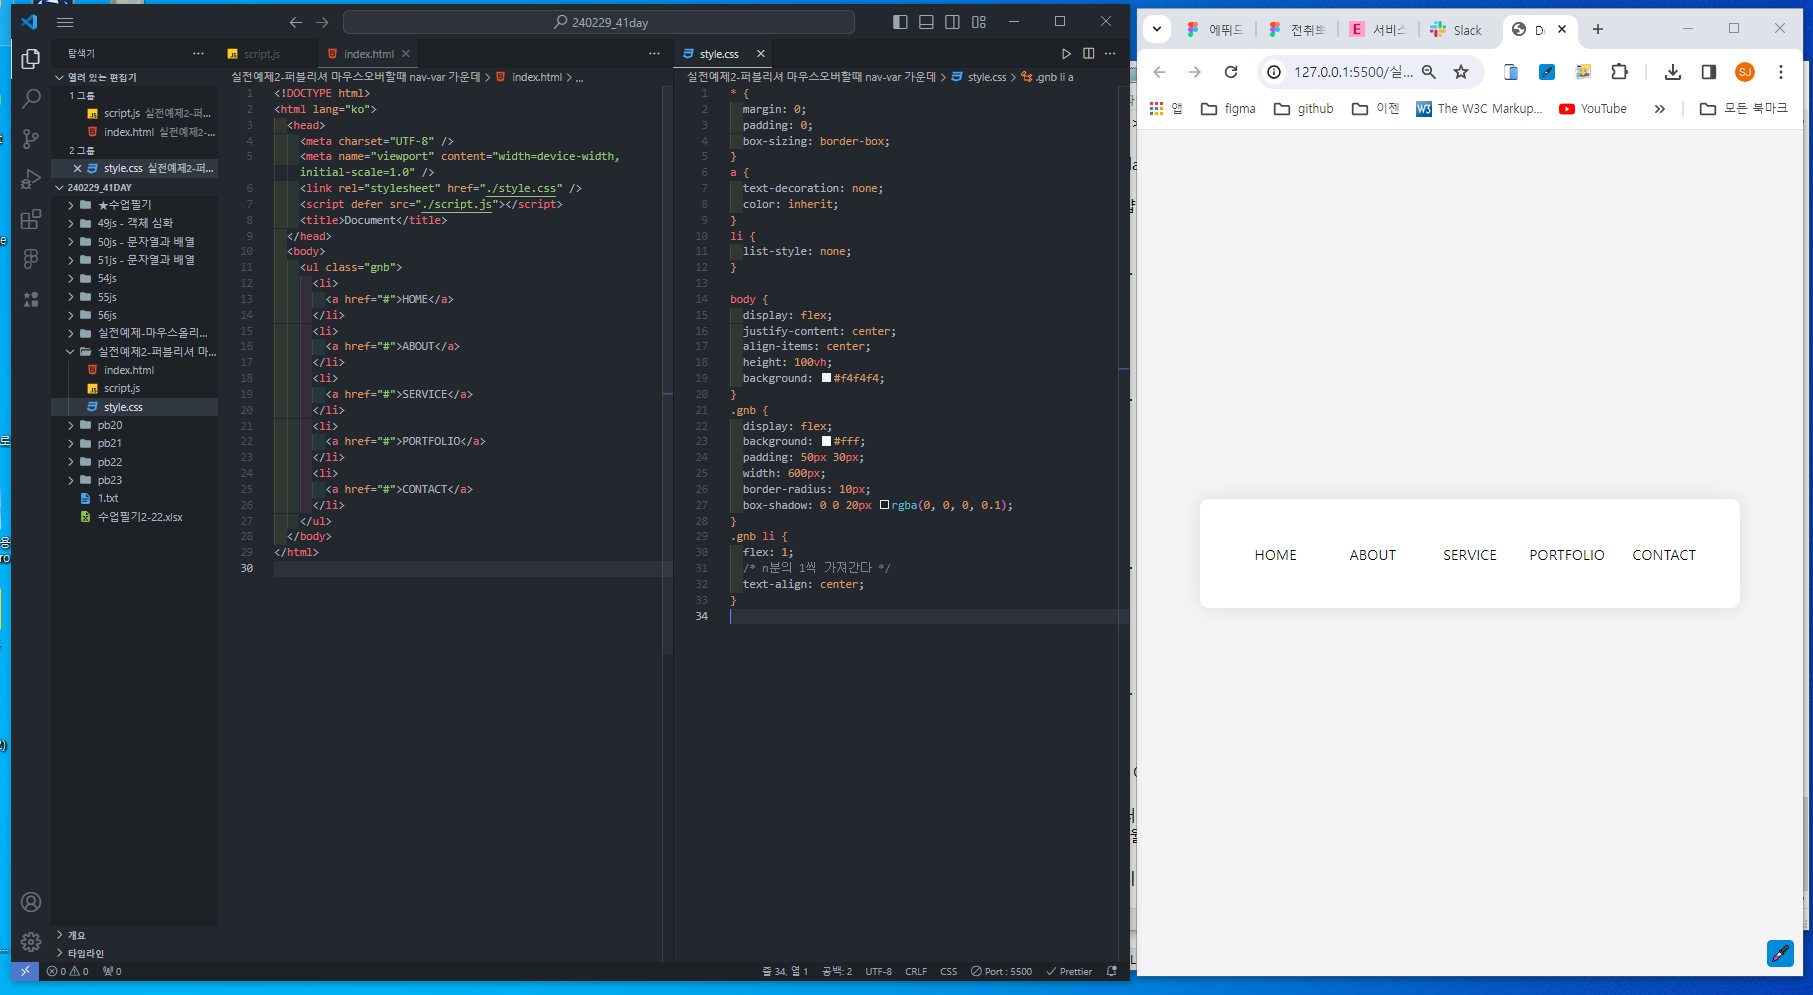 240229_41day
탐색기
script.js
index.html
style.css
열려 있는 편집기
실전예제2-퍼블리셔 마우스오버할때 nav-var 가운데 > index.html > ...
실전예제2-퍼블리셔 마우스오버할때 nav-var 가운데 > style.css > .gnb li a
1 그룹
script.js 실전예제2-퍼...
index.html 실전예제2-...
2 그룹
style.css 실전예제2-퍼...
240229_41DAY
★수업필기
49js - 객체 심화
50js - 문자열과 배열
51js - 문자열과 배열
54js
55js
56js
실전예제-마우스올리...
실전예제2-퍼블리셔 마...
index.html
script.js
style.css
pb20
pb21
pb22
pb23
1.txt
수업필기2-22.xlsx
개요
타임라인
1 <!DOCTYPE html>
2 <html lang="ko">
3 <head>
4 <meta charset="UTF-8" />
5 <meta name="viewport" content="width=device-width,
initial-scale=1.0" />
6 <link rel="stylesheet" href="./style.css" />
7 <script defer src="./script.js"></script>
8 <title>Document</title>
9 </head>
10 <body>
11 <ul class="gnb">
12 <li>
13 <a href="#">HOME</a>
14 </li>
15 <li>
16 <a href="#">ABOUT</a>
17 </li>
18 <li>
19 <a href="#">SERVICE</a>
20 </li>
21 <li>
22 <a href="#">PORTFOLIO</a>
23 </li>
24 <li>
25 <a href="#">CONTACT</a>
26 </li>
27 </ul>
28 </body>
29 </html>
30
1 * {
2 margin: 0;
3 padding: 0;
4 box-sizing: border-box;
5 }
6 a {
7 text-decoration: none;
8 color: inherit;
9 }
10 li {
11 list-style: none;
12 }
13
14 body {
15 display: flex;
16 justify-content: center;
17 align-items: center;
18 height: 100vh;
19 background: #f4f4f4;
20 }
21 .gnb {
22 display: flex;
23 background: #fff;
24 padding: 50px 30px;
25 width: 600px;
26 border-radius: 10px;
27 box-shadow: 0 0 20px rgba(0, 0, 0, 0.1);
28 }
29 .gnb li {
30 flex: 1;
31 /* n분의 1씩 가져간다 */
32 text-align: center;
33 }
34
0 0 0
줄 34, 열 1 공백: 2 UTF-8 CRLF CSS Port : 5500 Prettier
에뛰드 전취뽀 서비스 Slack
127.0.0.1:5500/실...
SJ
앱 figma github 이젠 The W3C Markup... YouTube » 모든 북마크
HOME ABOUT SERVICE PORTFOLIO CONTACT